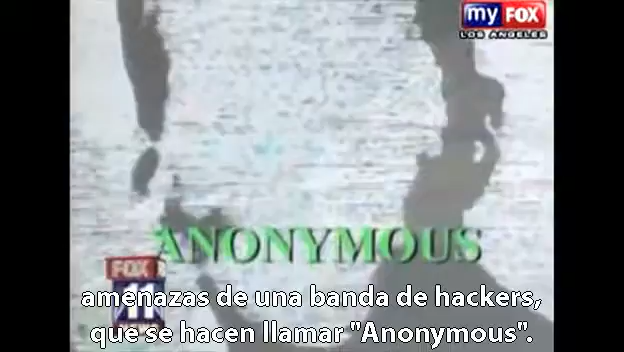 my FOX
LOS ANGELES
ANONYMOUS
FOX
11
amenazas de una banda de hackers,
que se hacen llamar "Anonymous".